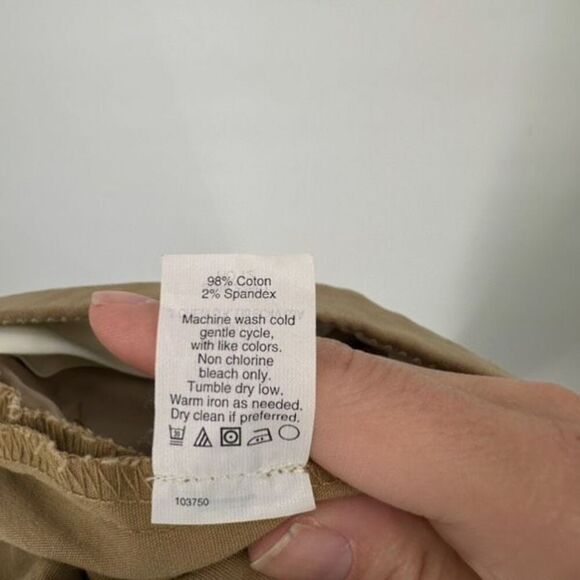 98% Coton
2% Spandex
Machine wash cold
gentle cycle,
with like colors.
Non chlorine
bleach only.
Tumble dry low.
Warm iron as needed.
Dry clean if preferred.
103750